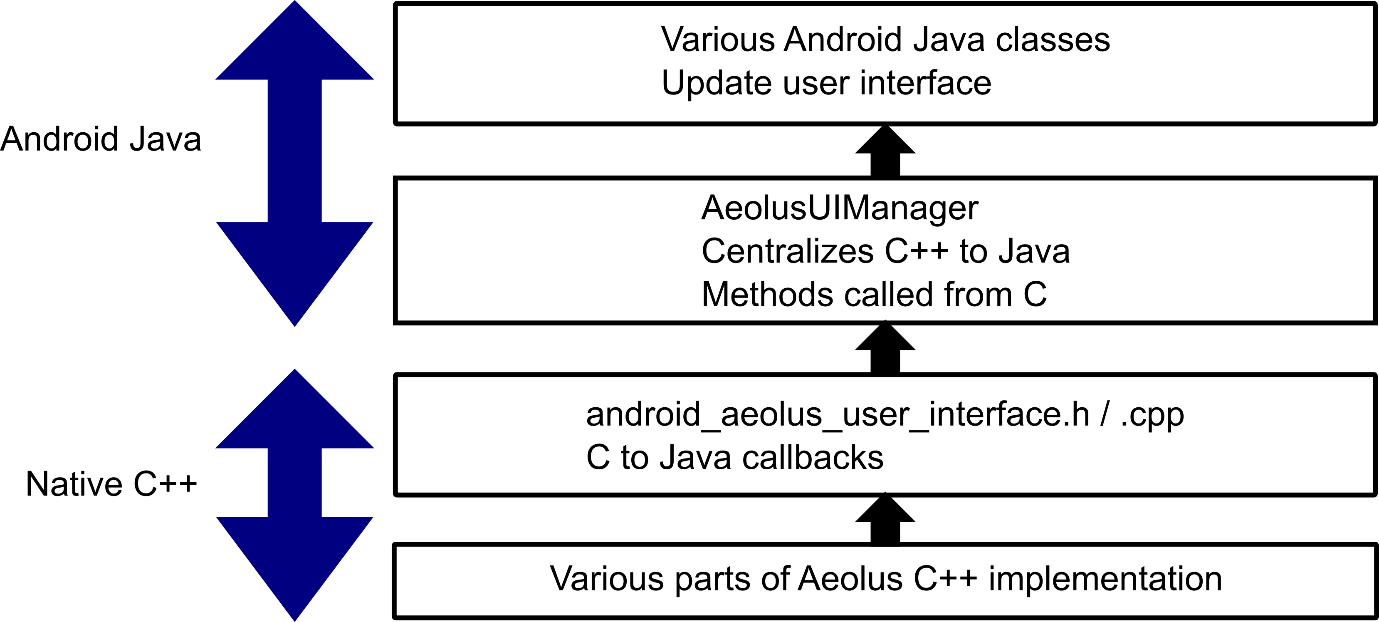 Various Android Java classes
Update user interface
Android Java
AeolusUIManager
Centralizes C++ to Java
Methods called from C
android_aeolus_user_interface.h / .cpp
C to Java callbacks
Native C++
Various parts of Aeolus C++ implementation